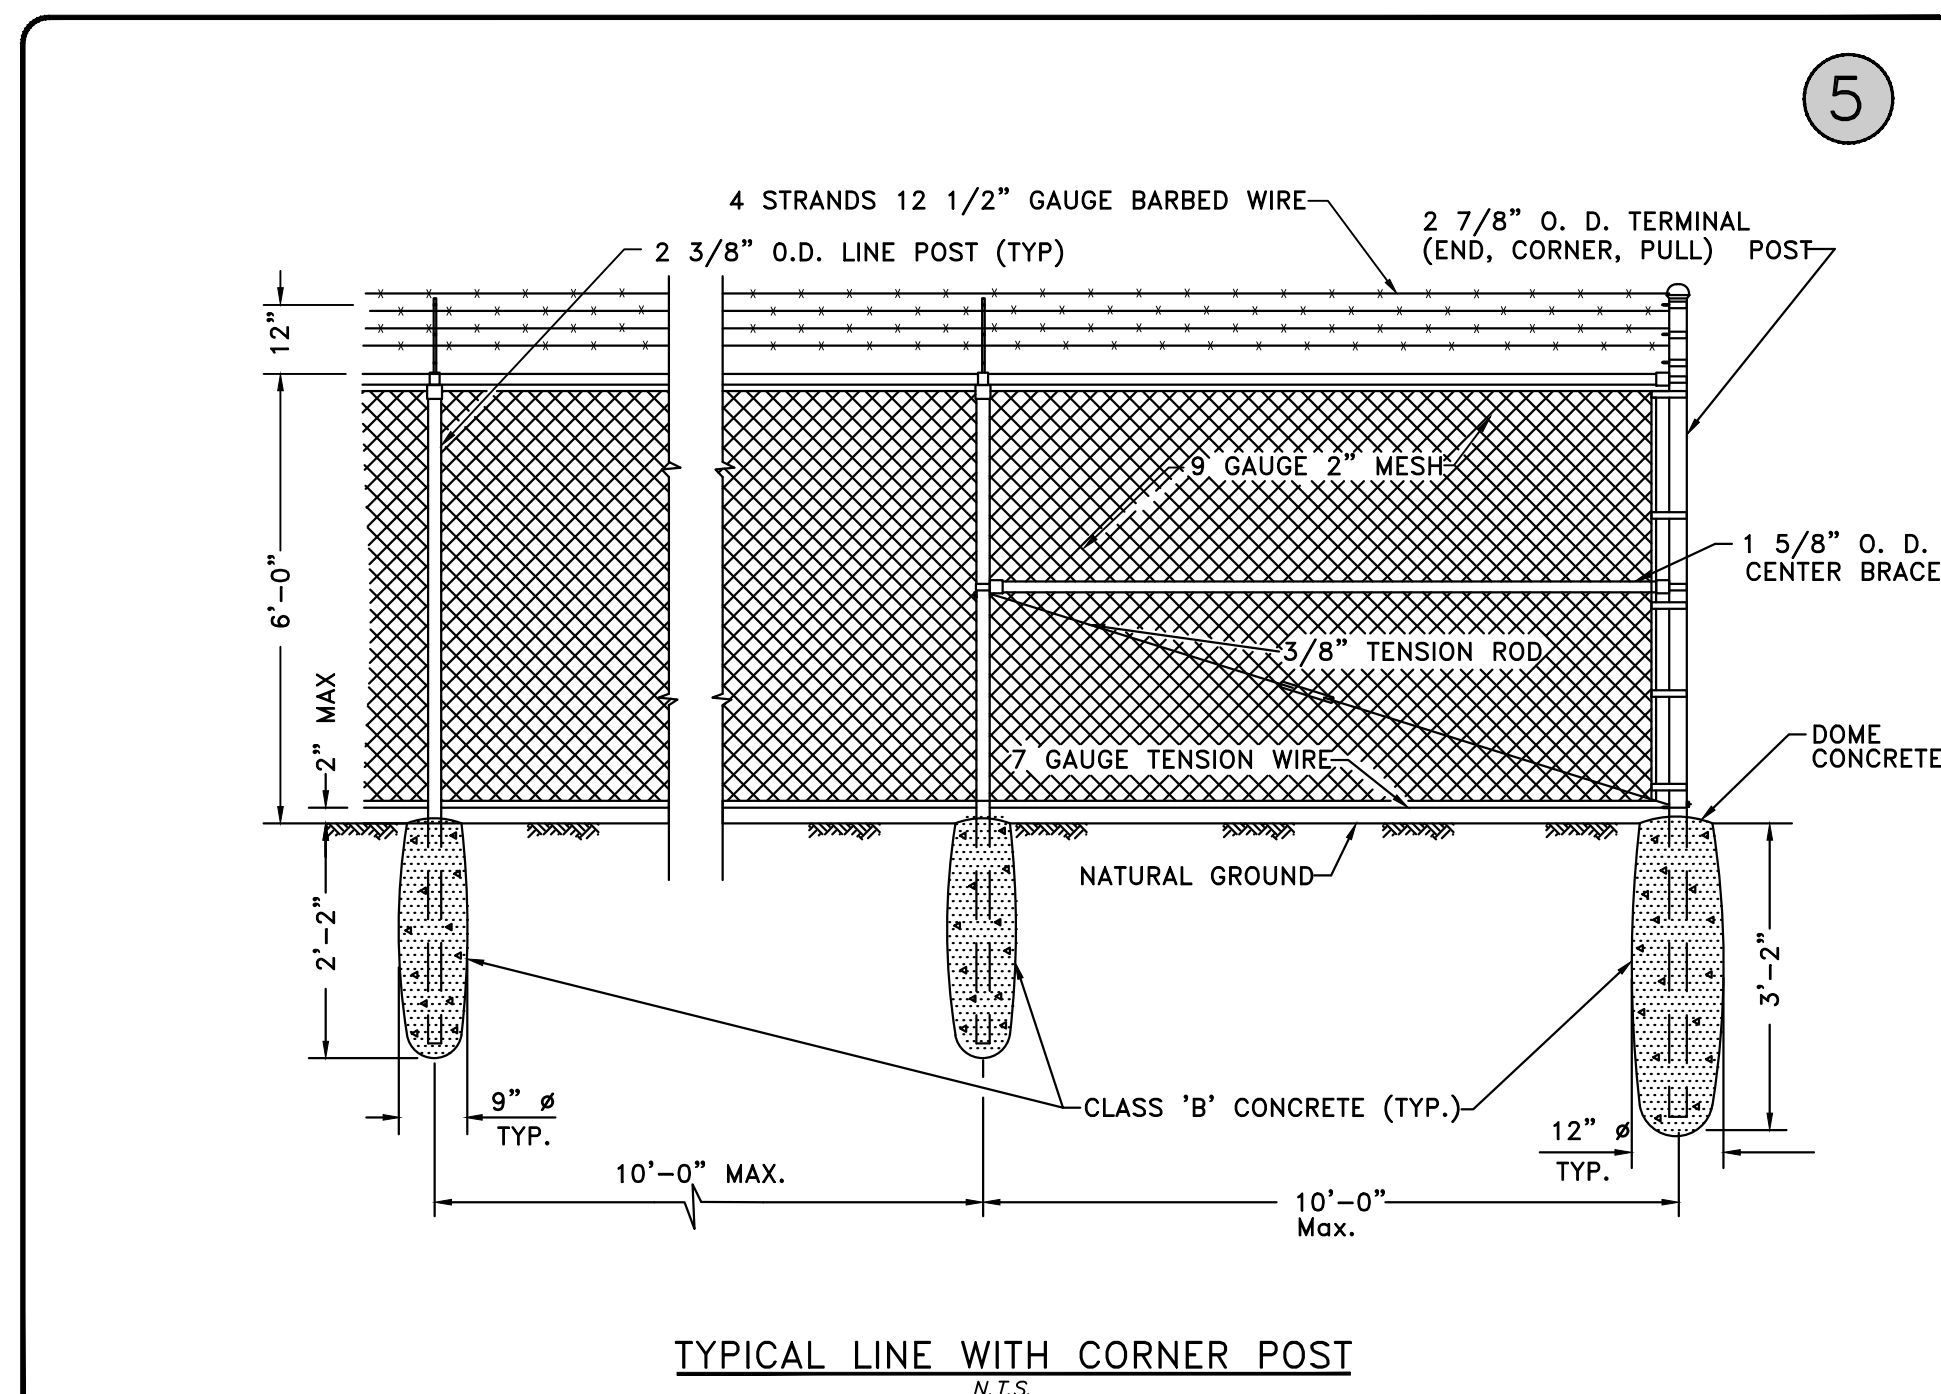 5
4 STRANDS 12 1/2” GAUGE BARBED WIRE
2 7/8” O. D. TERMINAL
(END, CORNER, PULL) POST
2 3/8” O.D. LINE POST (TYP)
12”
9 GAUGE 2” MESH
1 5/8” O. D.
CENTER BRACE
6’-0”
3/8” TENSION ROD
2” MAX
7 GAUGE TENSION WIRE
DOME
CONCRETE
NATURAL GROUND
2’-2”
3’-2”
9” ø
TYP.
CLASS 'B' CONCRETE (TYP.)
12” ø
TYP.
10’-0” MAX.
10’-0”
Max.
TYPICAL LINE WITH CORNER POST
N.T.S.